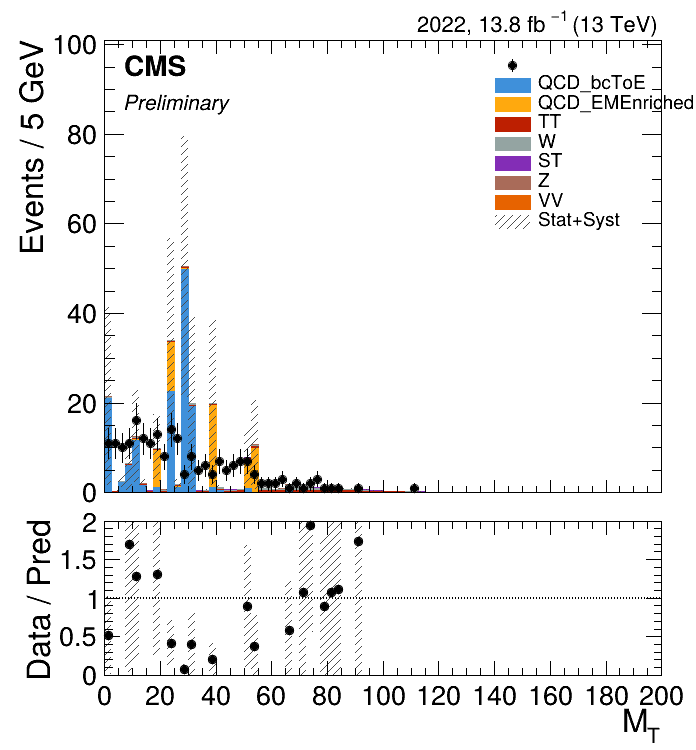 2022, 13.8 fb⁻¹ (13 TeV)
CMS
Preliminary
QCD_bcToE
QCD_EMEnriched
TT
W
ST
Z
VV
Stat+Syst
Events / 5 GeV
100
80
60
40
20
0
Data / Pred
2
1.5
1
0.5
0
0 20 40 60 80 100 120 140 160 180 200
M_T